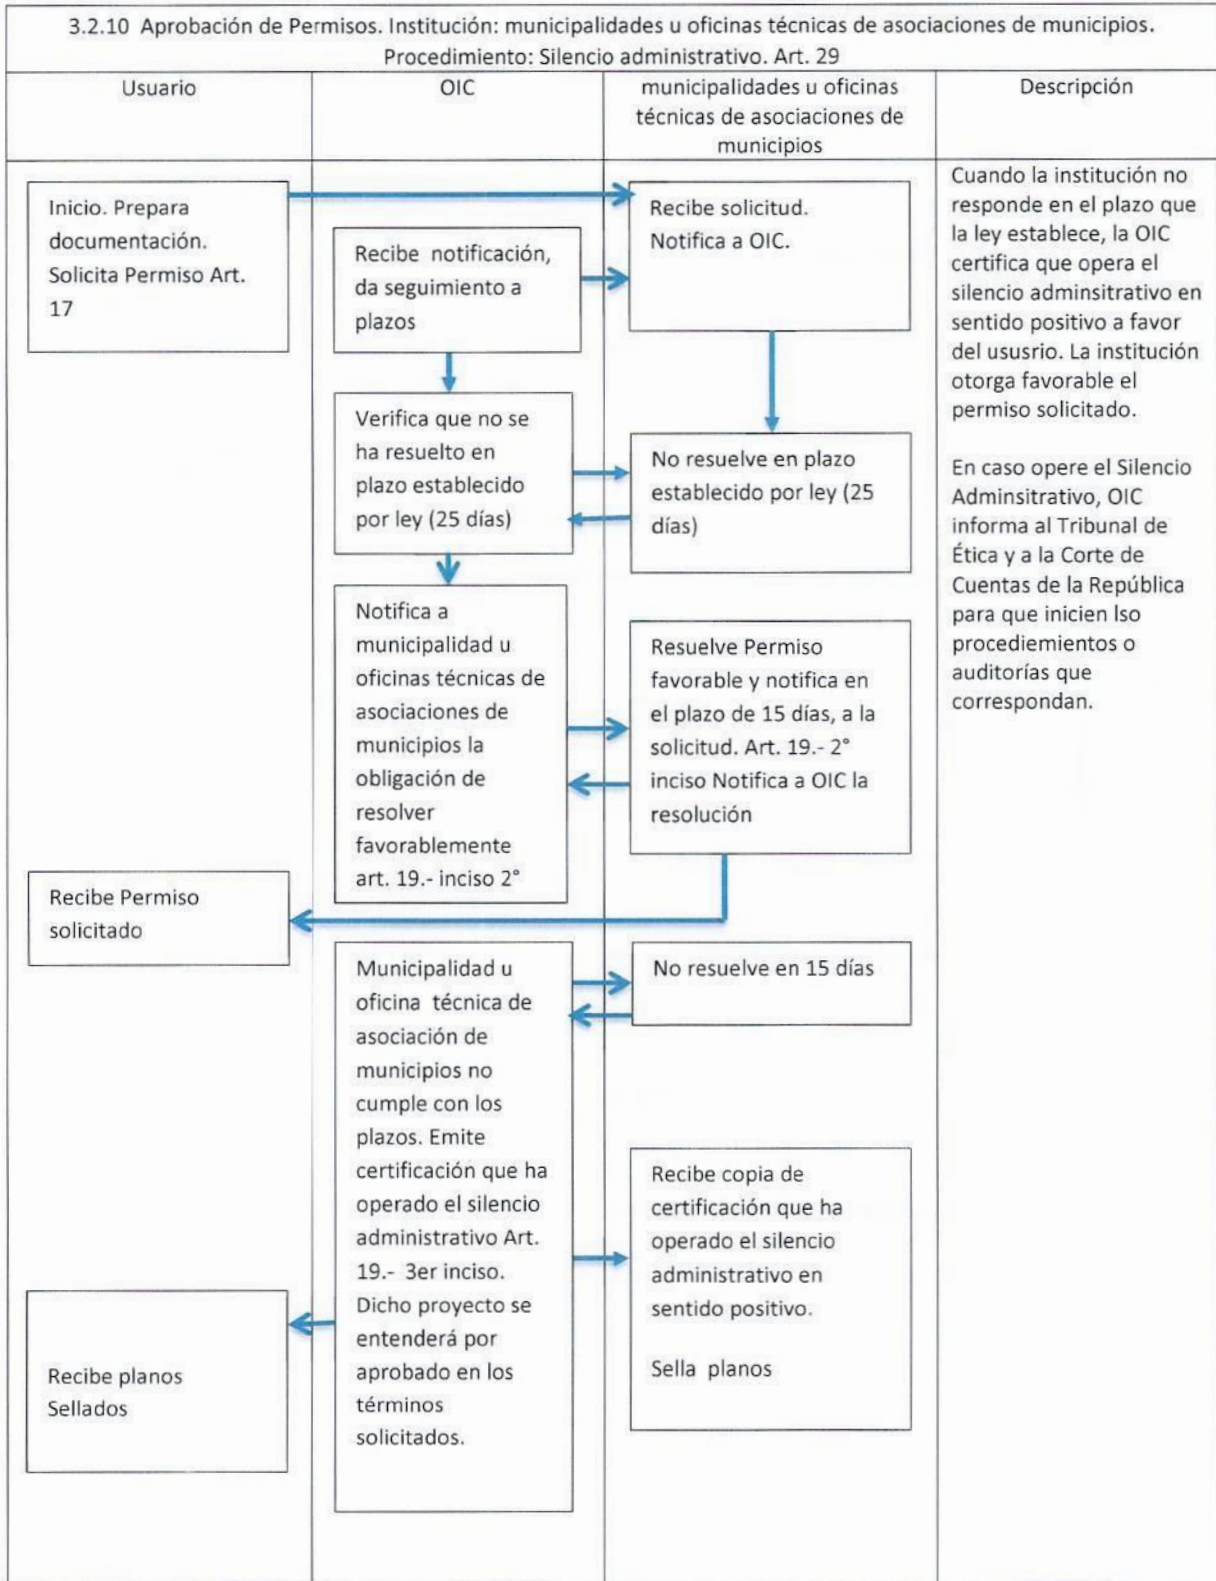 3.2.10 Aprobación de Permisos. Institución: municipalidades u oficinas técnicas de asociaciones de municipios.
Procedimiento: Silencio administrativo. Art. 29
Usuario
OIC
municipalidades u oficinas
técnicas de asociaciones de
municipios
Descripción
Inicio. Prepara
documentación.
Solicita Permiso Art.
17
Recibe notificación,
da seguimiento a
plazos
Recibe solicitud.
Notifica a OIC.
Cuando la institución no
responde en el plazo que
la ley establece, la OIC
certifica que opera el
silencio adminsitrativo en
sentido positivo a favor
del ususrio. La institución
otorga favorable el
permiso solicitado.
En caso opere el Silencio
Adminsitrativo, OIC
informa al Tribunal de
Ética y a la Corte de
Cuentas de la República
para que inicien lso
procediemientos o
auditorías que
correspondan.
Verifica que no se
ha resuelto en
plazo establecido
por ley (25 días)
No resuelve en plazo
establecido por ley (25
días)
Notifica a
municipalidad u
oficinas técnicas de
asociaciones de
municipios la
obligación de
resolver
favorablemente
art. 19.- inciso 2°
Resuelve Permiso
favorable y notifica en
el plazo de 15 días, a la
solicitud. Art. 19.- 2°
inciso Notifica a OIC la
resolución
Recibe Permiso
solicitado
Municipalidad u
oficina técnica de
asociación de
municipios no
cumple con los
plazos. Emite
certificación que ha
operado el silencio
administrativo Art.
19.- 3er inciso.
Dicho proyecto se
entenderá por
aprobado en los
términos
solicitados.
No resuelve en 15 días
Recibe copia de
certificación que ha
operado el silencio
administrativo en
sentido positivo.
Sella planos
Recibe planos
Sellados